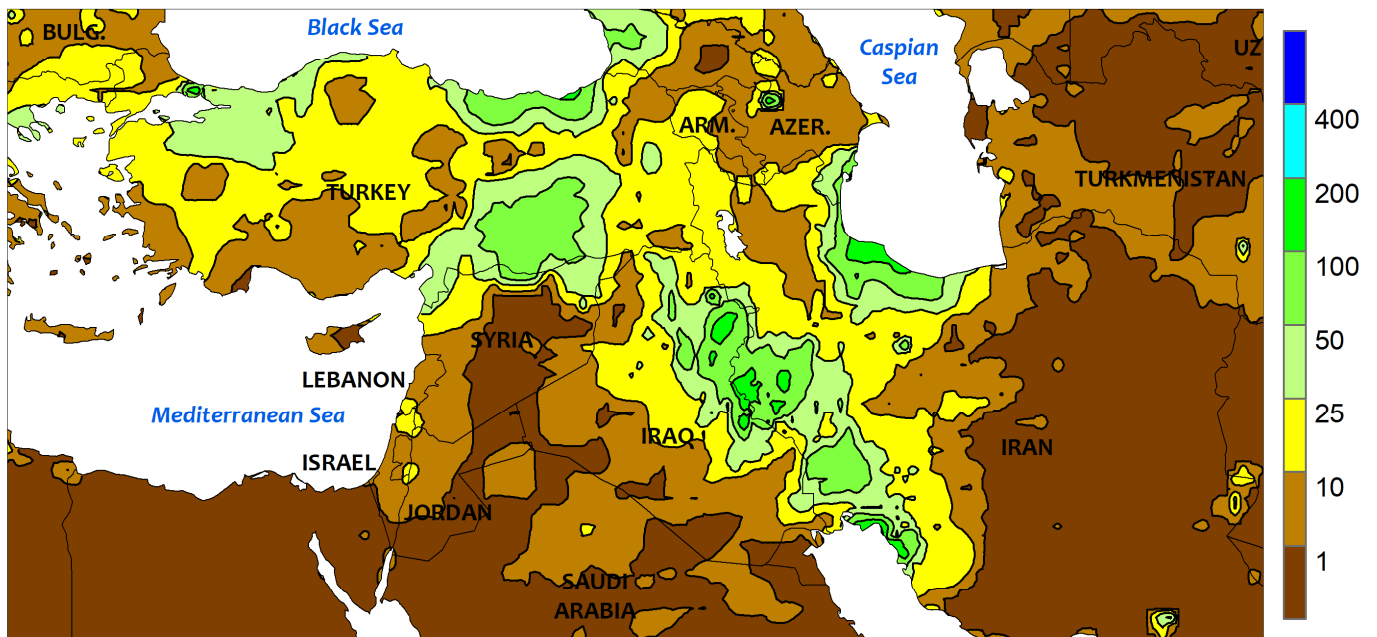 BULG.
Black Sea
Caspian
Sea
UZ
ARM.
AZER.
TURKEY
TURKMENISTAN
SYRIA
LEBANON
Mediterranean Sea
IRAQ
IRAN
ISRAEL
JORDAN
SAUDI
ARABIA
400
200
100
50
25
10
1